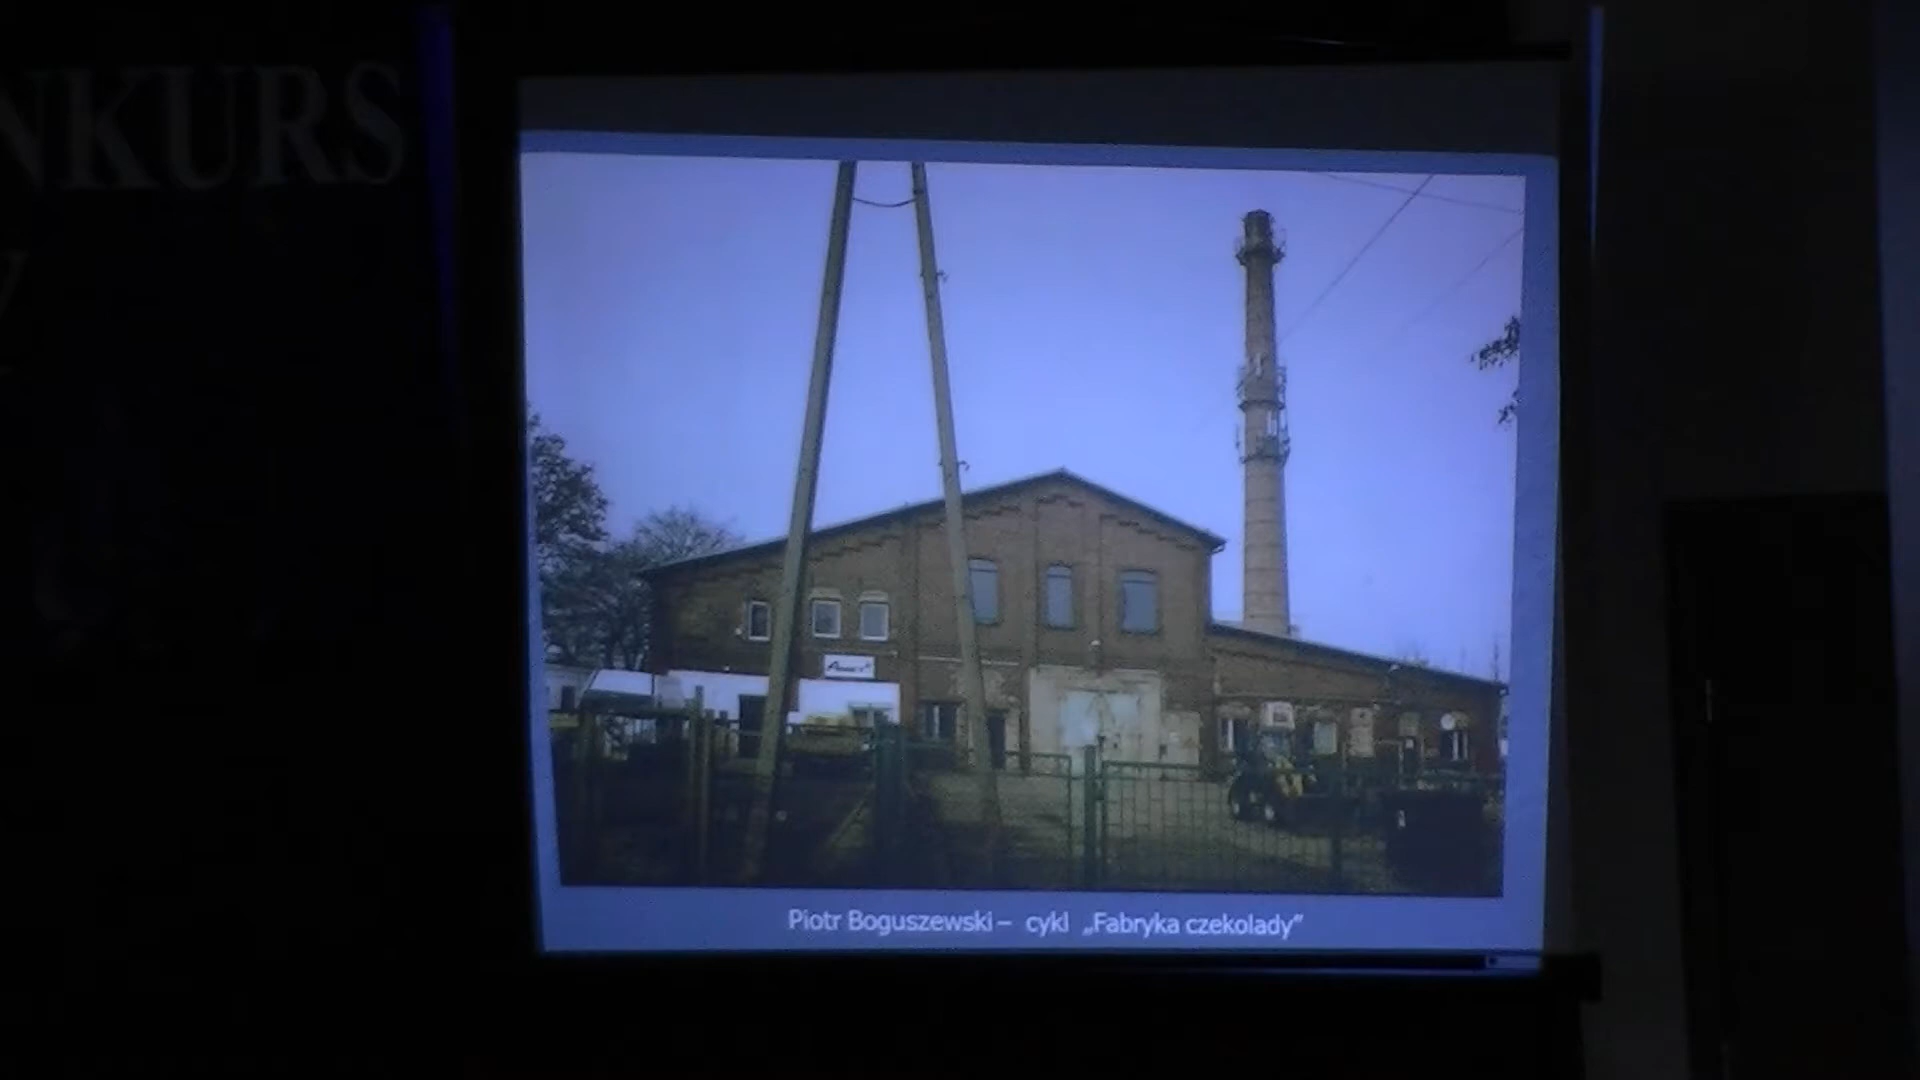 NKURS
Piotr Boguszewski – cykl „Fabryka czekolady”